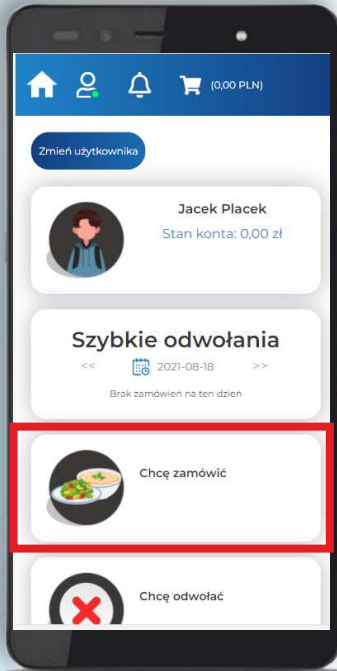 (0,00 PLN)
Zmień użytkownika
Jacek Placek
Stan konta: 0,00 zł
Szybkie odwołania
<< 2021-08-18 >>
Brak zamówień na ten dzień
Chcę zamówić
Chcę odwołać